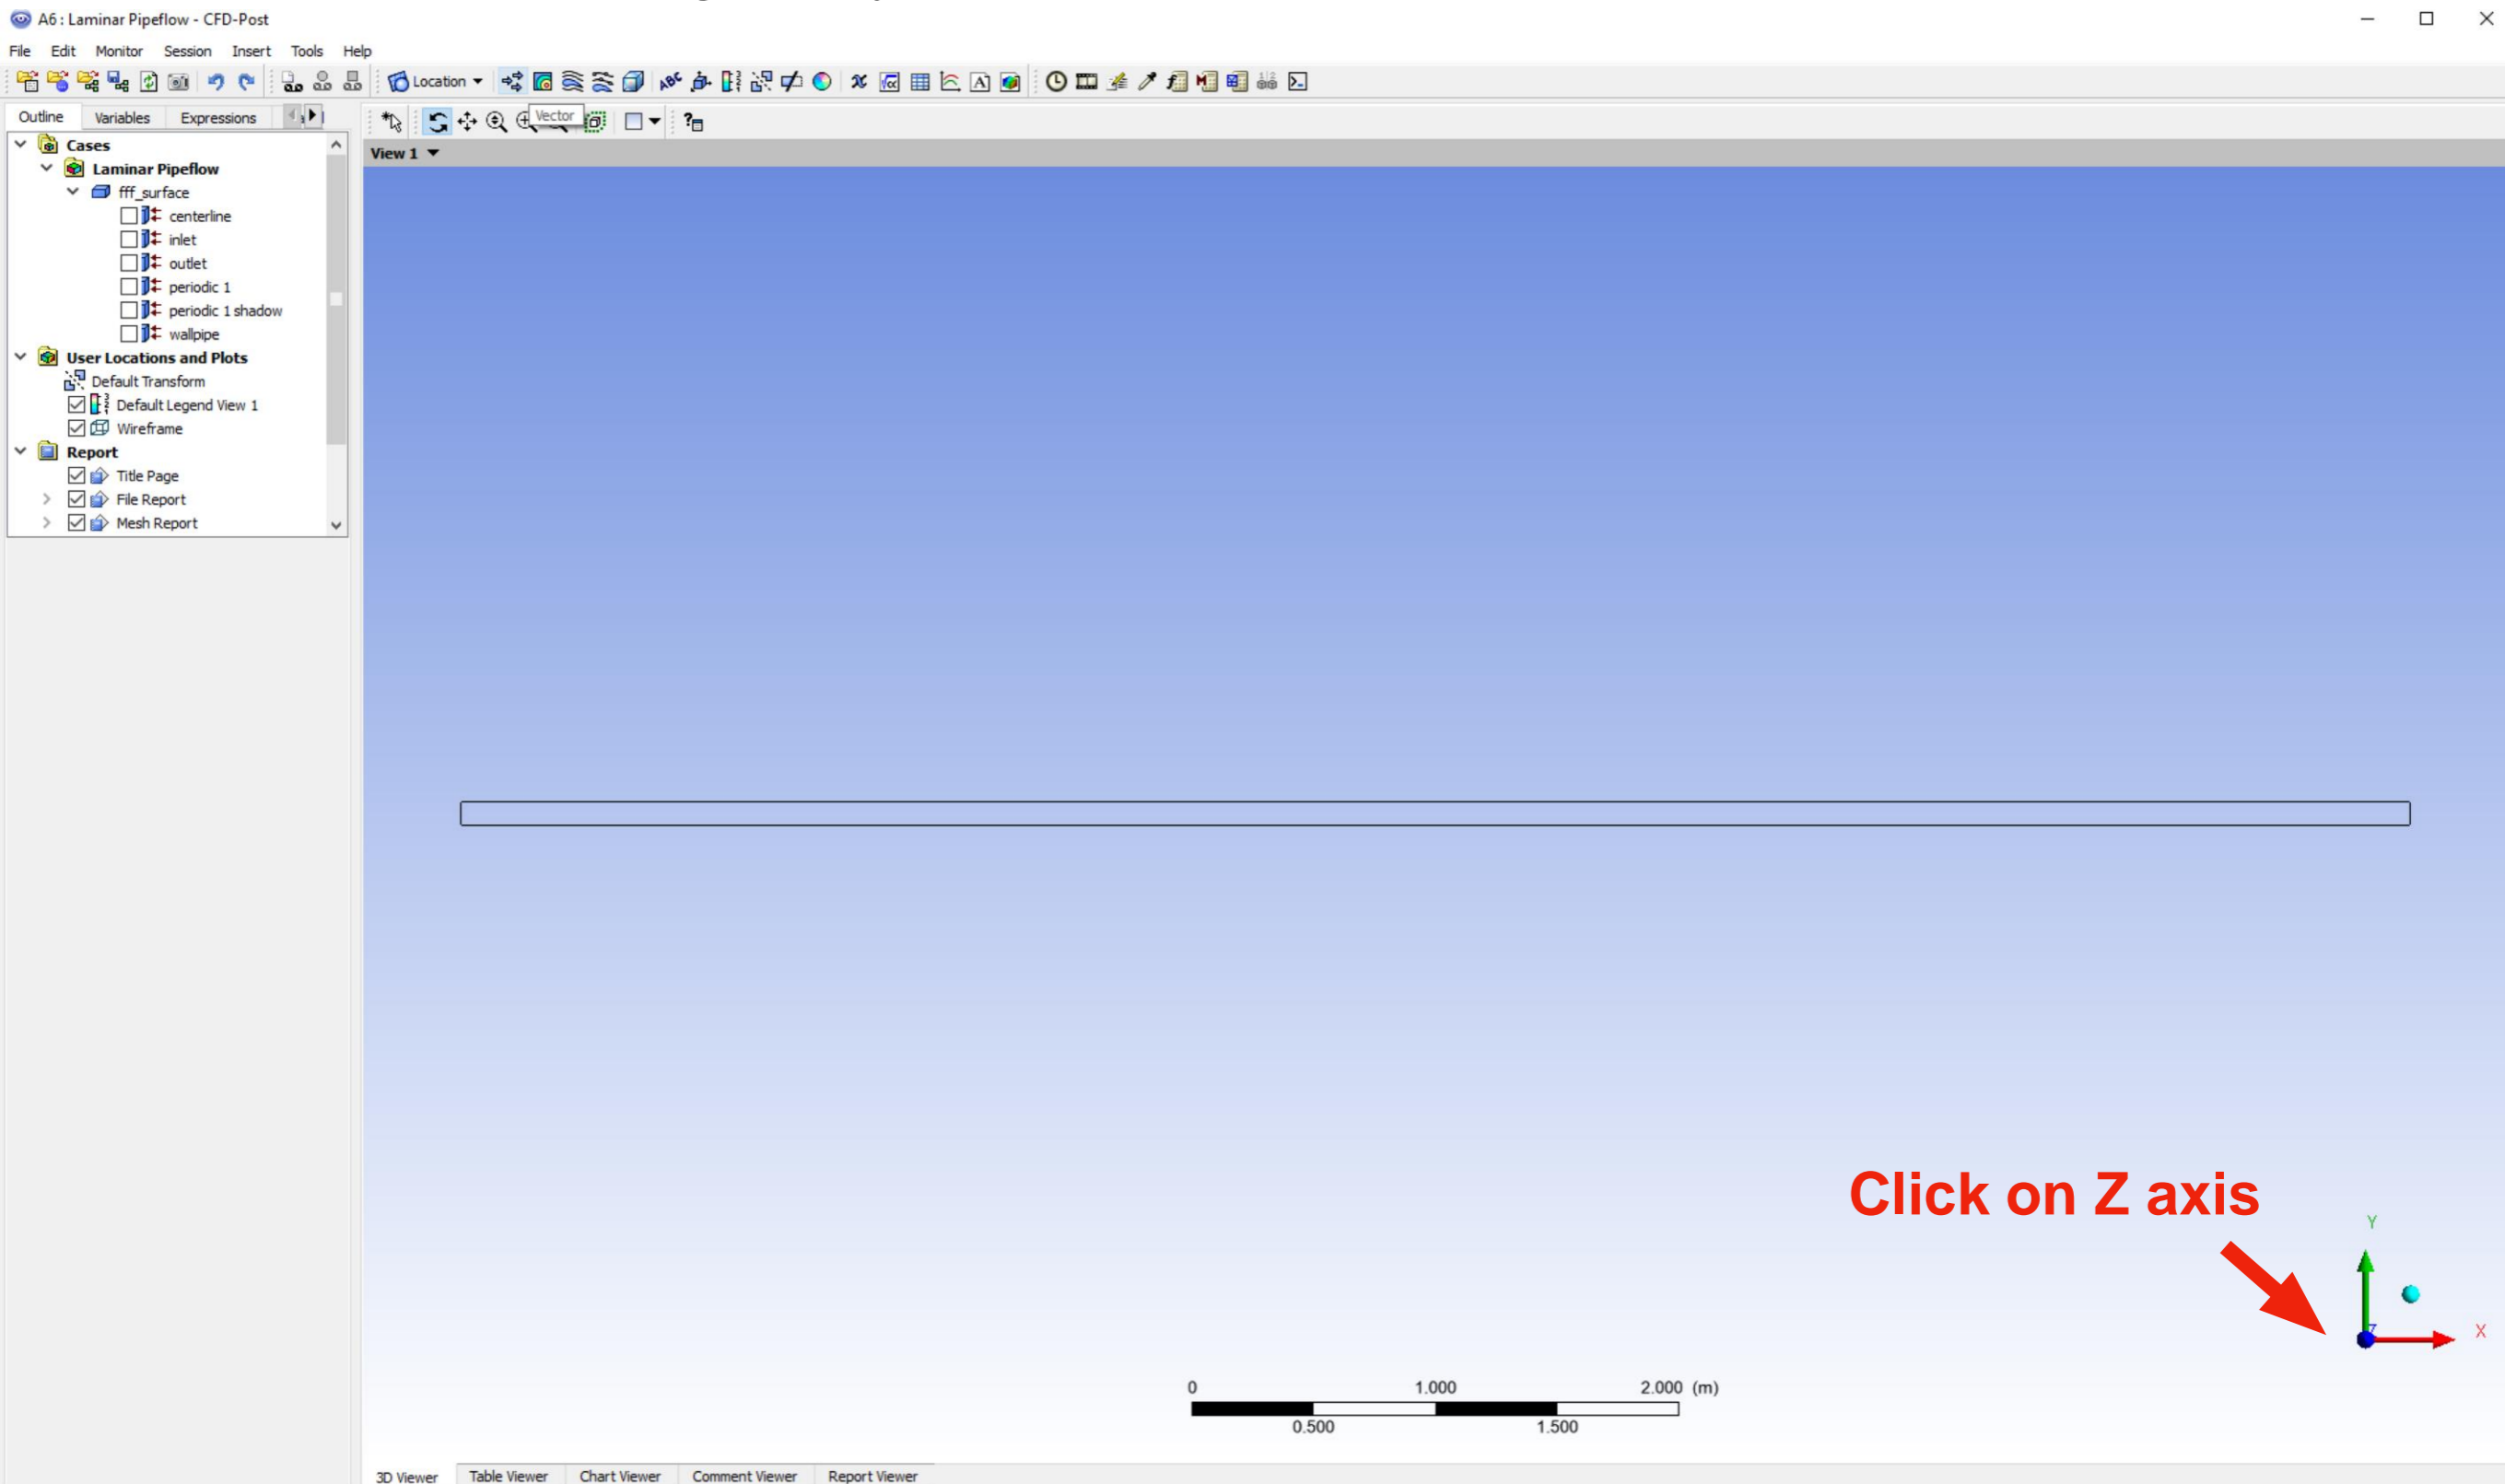 A6 : Laminar Pipeflow - CFD-Post
File Edit Monitor Session Insert Tools Help
Location
Outline Variables Expressions
Vector
Cases
View 1
Laminar Pipeflow
fff_surface
centerline
inlet
outlet
periodic 1
periodic 1 shadow
wallpipe
User Locations and Plots
Default Transform
Default Legend View 1
Wireframe
Report
Title Page
File Report
Mesh Report
Click on Z axis
Y
Z
X
0 1.000 2.000 (m)
0.500 1.500
3D Viewer Table Viewer Chart Viewer Comment Viewer Report Viewer